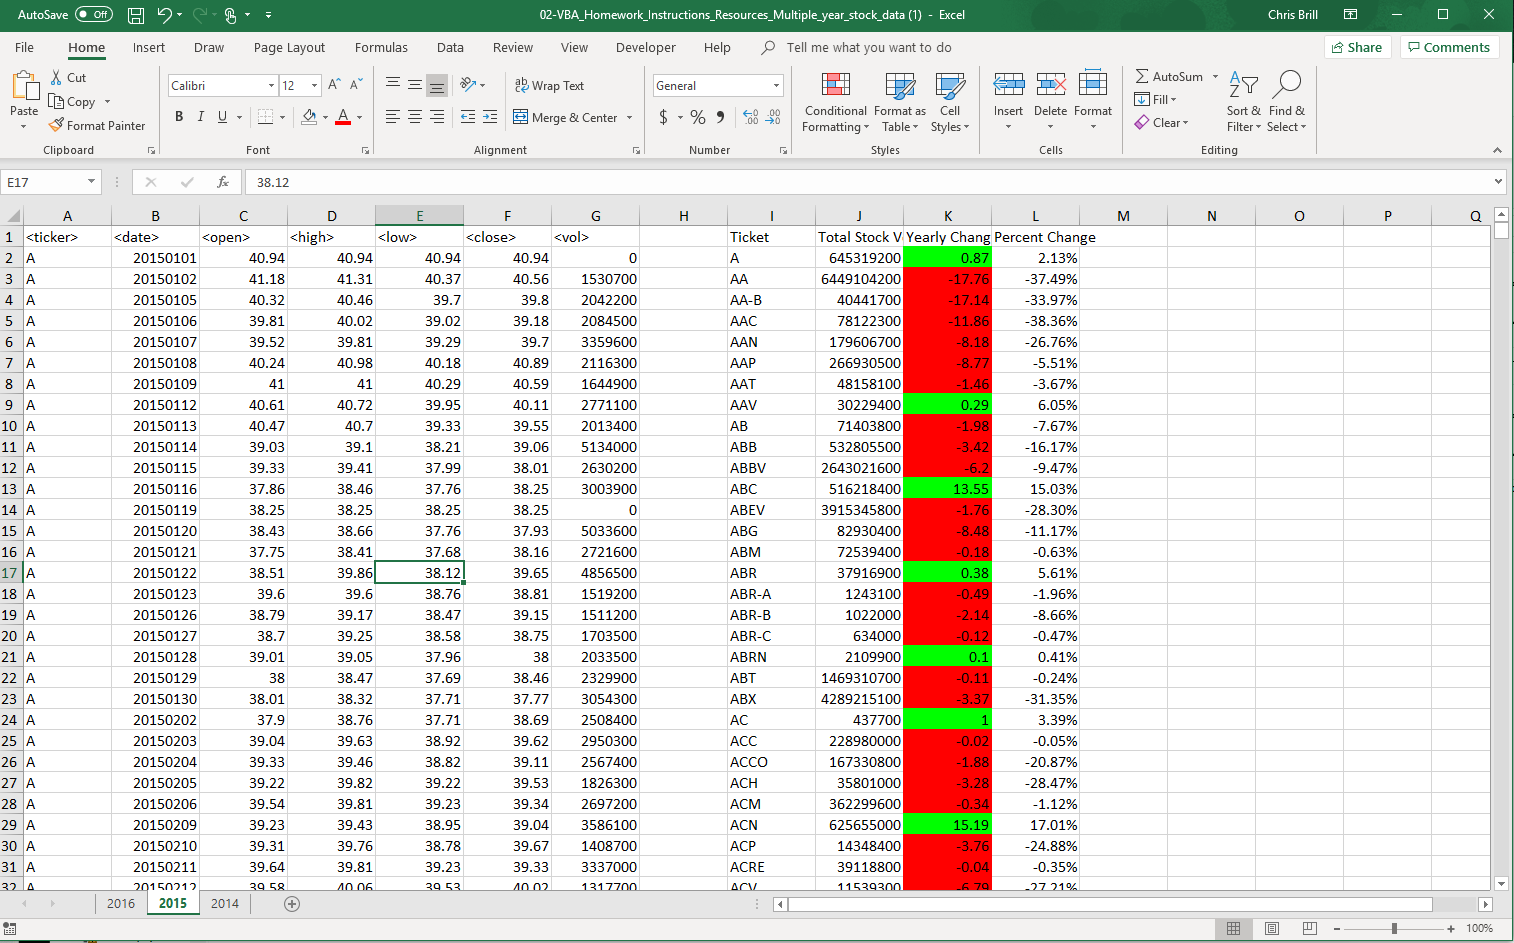 AutoSave Off 02-VBA_Homework_Instructions_Resources_Multiple_year_stock_data (1) - Excel Chris Brill
File Home Insert Draw Page Layout Formulas Data Review View Developer Help Tell me what you want to do Share Comments
Paste Cut Copy Format Painter
Calibri 12 B I U A
Wrap Text Merge & Center
General $ % ,
Conditional Formatting Format as Table Cell Styles
Insert Delete Format
AutoSum Fill Clear Sort & Filter Find & Select
Clipboard Font Alignment Number Styles Cells Editing
E17 fx 38.12
A B C D E F G H I J K L M N O P Q
1 <ticker> <date> <open> <high> <low> <close> <vol> Ticket Total Stock V Yearly Chang Percent Change
2 A 20150101 40.94 40.94 40.94 40.94 0 A 645319200 0.87 2.13%
3 A 20150102 41.18 41.31 40.37 40.56 1530700 AA 6449104200 -17.76 -37.49%
4 A 20150105 40.32 40.46 39.7 39.8 2042200 AA-B 40441700 -17.14 -33.97%
5 A 20150106 39.81 40.02 39.02 39.18 2084500 AAC 78122300 -11.86 -38.36%
6 A 20150107 39.52 39.81 39.29 39.7 3359600 AAN 179606700 -8.18 -26.76%
7 A 20150108 40.24 40.98 40.18 40.89 2116300 AAP 266930500 -8.77 -5.51%
8 A 20150109 41 41 40.29 40.59 1644900 AAT 48158100 -1.46 -3.67%
9 A 20150112 40.61 40.72 39.95 40.11 2771100 AAV 30229400 0.29 6.05%
10 A 20150113 40.47 40.7 39.33 39.55 2013400 AB 71403800 -1.98 -7.67%
11 A 20150114 39.03 39.1 38.21 39.06 5134000 ABB 532805500 -3.42 -16.17%
12 A 20150115 39.33 39.41 37.99 38.01 2630200 ABBV 2643021600 -6.2 -9.47%
13 A 20150116 37.86 38.46 37.76 38.25 3003900 ABC 516218400 13.55 15.03%
14 A 20150119 38.25 38.25 38.25 38.25 0 ABEV 3915345800 -1.76 -28.30%
15 A 20150120 38.43 38.66 37.76 37.93 5033600 ABG 82930400 -8.48 -11.17%
16 A 20150121 37.75 38.41 37.68 38.16 2721600 ABM 72539400 -0.18 -0.63%
17 A 20150122 38.51 39.86 38.12 39.65 4856500 ABR 37916900 0.38 5.61%
18 A 20150123 39.6 39.6 38.76 38.81 1519200 ABR-A 1243100 -0.49 -1.96%
19 A 20150126 38.79 39.17 38.47 39.15 1511200 ABR-B 1022000 -2.14 -8.66%
20 A 20150127 38.7 39.25 38.58 38.75 1703500 ABR-C 634000 -0.12 -0.47%
21 A 20150128 39.01 39.05 37.96 38 2033500 ABRN 2109900 0.1 0.41%
22 A 20150129 38 38.47 37.69 38.46 2329900 ABT 1469310700 -0.11 -0.24%
23 A 20150130 38.01 38.32 37.71 37.77 3054300 ABX 4289215100 -3.37 -31.35%
24 A 20150202 37.9 38.76 37.71 38.69 2508400 AC 437700 1 3.39%
25 A 20150203 39.04 39.63 38.92 39.62 2950300 ACC 228980000 -0.02 -0.05%
26 A 20150204 39.33 39.46 38.82 39.11 2567400 ACCO 167330800 -1.88 -20.87%
27 A 20150205 39.22 39.82 39.22 39.53 1826300 ACH 35801000 -3.28 -28.47%
28 A 20150206 39.54 39.81 39.23 39.34 2697200 ACM 362299600 -0.34 -1.12%
29 A 20150209 39.23 39.43 38.95 39.04 3586100 ACN 625655000 15.19 17.01%
30 A 20150210 39.31 39.76 38.78 39.67 1408700 ACP 14348400 -3.76 -24.88%
31 A 20150211 39.64 39.81 39.23 39.33 3337000 ACRE 39118800 -0.04 -0.35%
32 A 20150212 39.58 40.06 39.53 40.02 1317700 ACV 11539300 -6.79 -27.21%
2016 2015 2014
100%